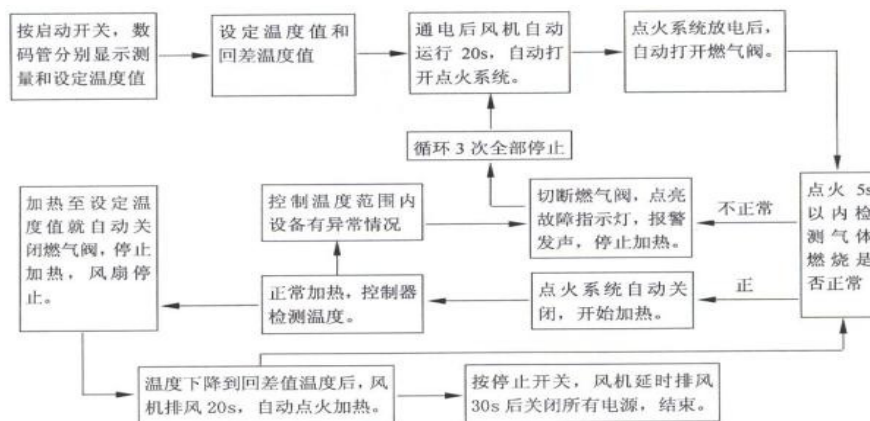 按启动开关，数
码管分别显示测
量和设定温度值
设定温度值和
回差温度值
通电后风机自动
运行 20s，自动打
开点火系统。
点火系统放电后，
自动打开燃气阀。
循环 3 次全部停止
加热至设定温
度值就自动关
闭燃气阀，停止
加热，风扇停
止。
控制温度范围内
设备有异常情况
切断燃气阀，点亮
故障指示灯，报警
发声，停止加热。
不正常
点火 5s
以内检
测气体
燃烧是
否正常
正常加热，控制器
检测温度。
点火系统自动关
闭，开始加热。
正
温度下降到回差值温度后，风
机排风 20s，自动点火加热。
按停止开关，风机延时排风
30s 后关闭所有电源，结束。